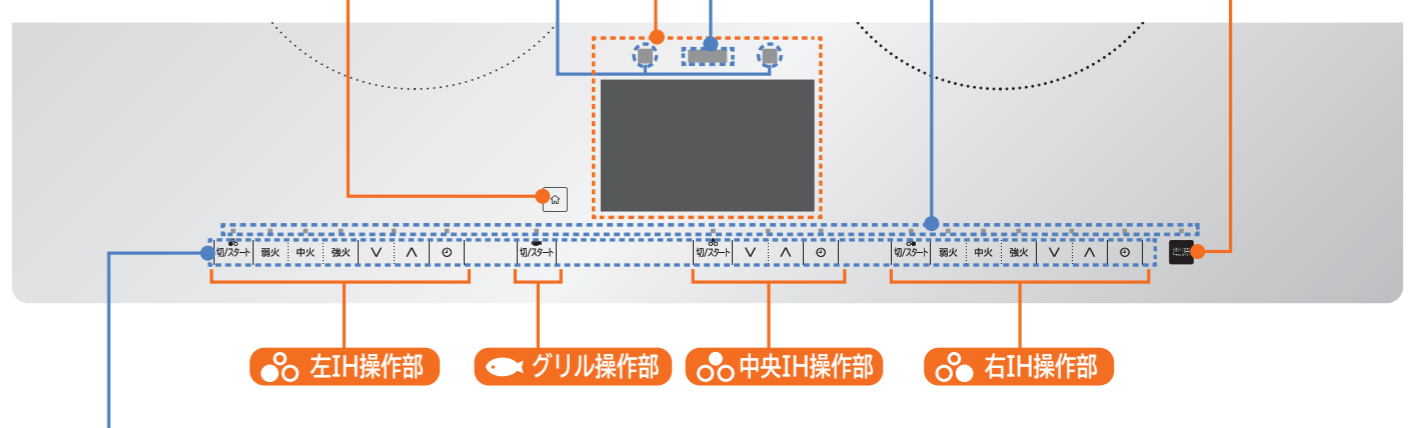 切/スタート 弱火 中火 強火 ∨ ∧
切/スタート
切/スタート ∨ ∧
切/スタート 弱火 中火 強火 ∨ ∧
電源
左IH操作部
グリル操作部
中央IH操作部
右IH操作部